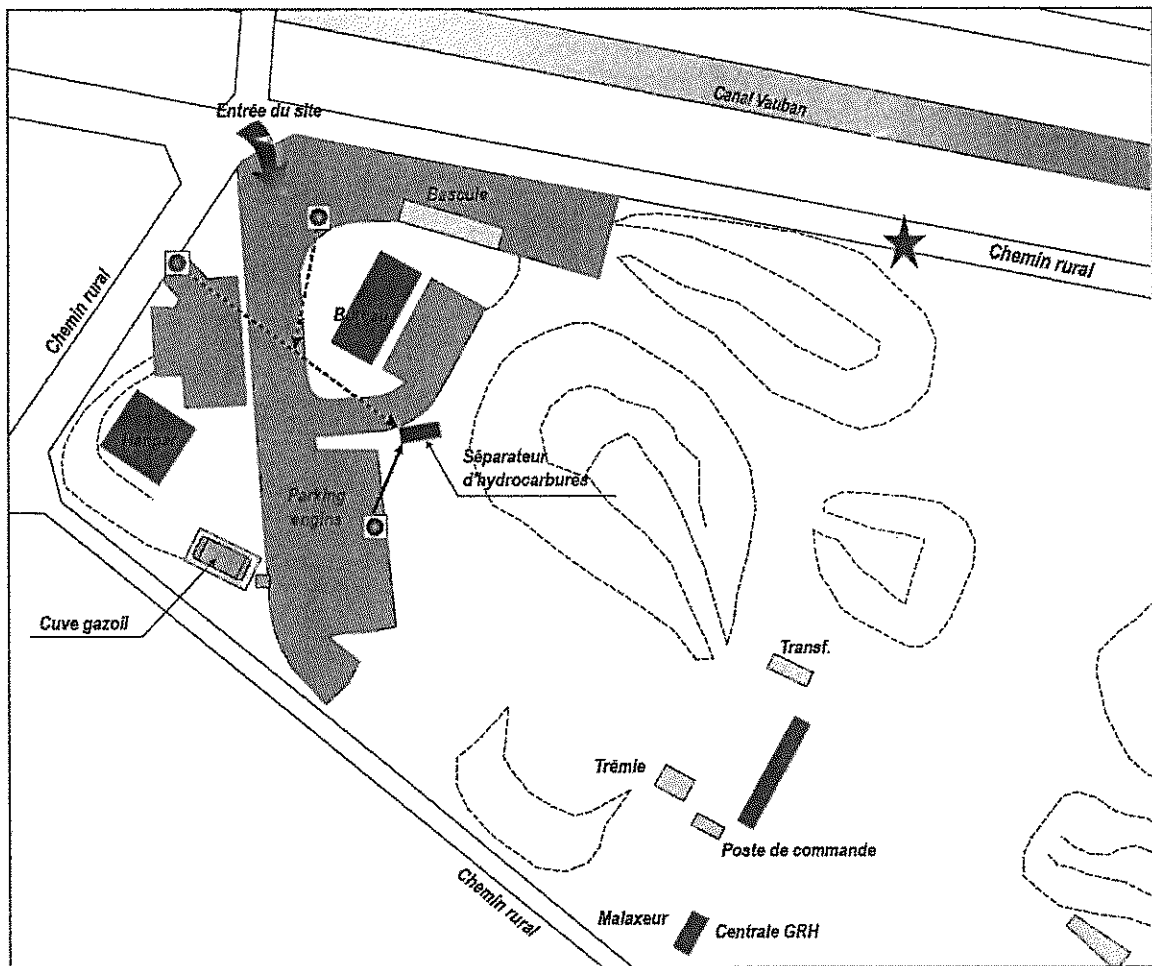 Canal Vauban
Entrée du site
Bascule
Chemin rural
Chemin rural
Bureau
Hangar
Séparateur
d'hydrocarbures
Parking
engins
Cuve gazoil
Transf.
Trémie
Poste de commande
Chemin rural
Malaxeur
Centrale GRH